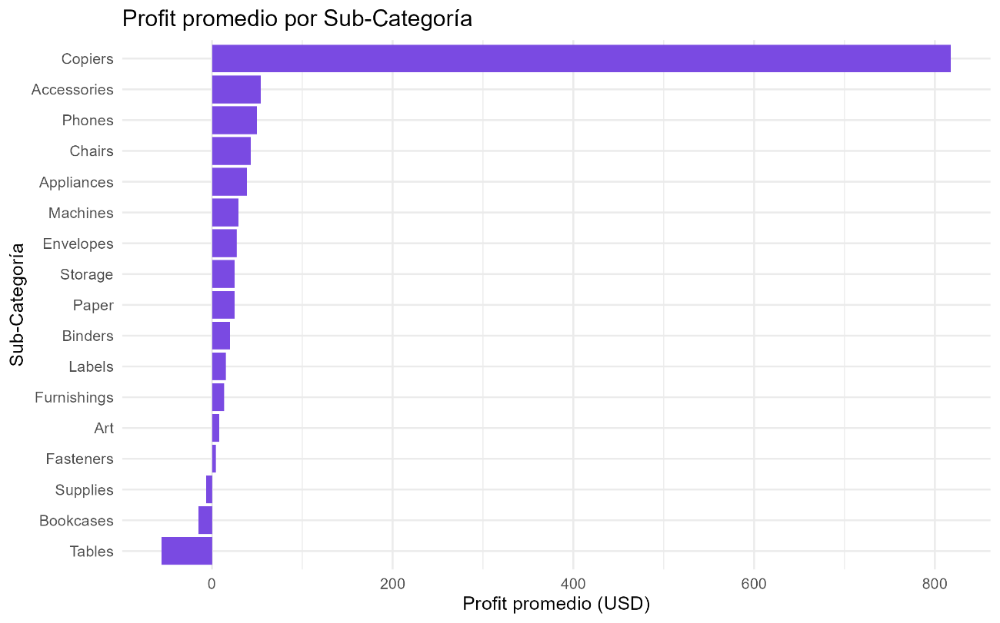 Profit promedio por Sub-Categoría
Sub-Categoría
Copiers
Accessories
Phones
Chairs
Appliances
Machines
Envelopes
Storage
Paper
Binders
Labels
Furnishings
Art
Fasteners
Supplies
Bookcases
Tables
0 200 400 600 800
Profit promedio (USD)